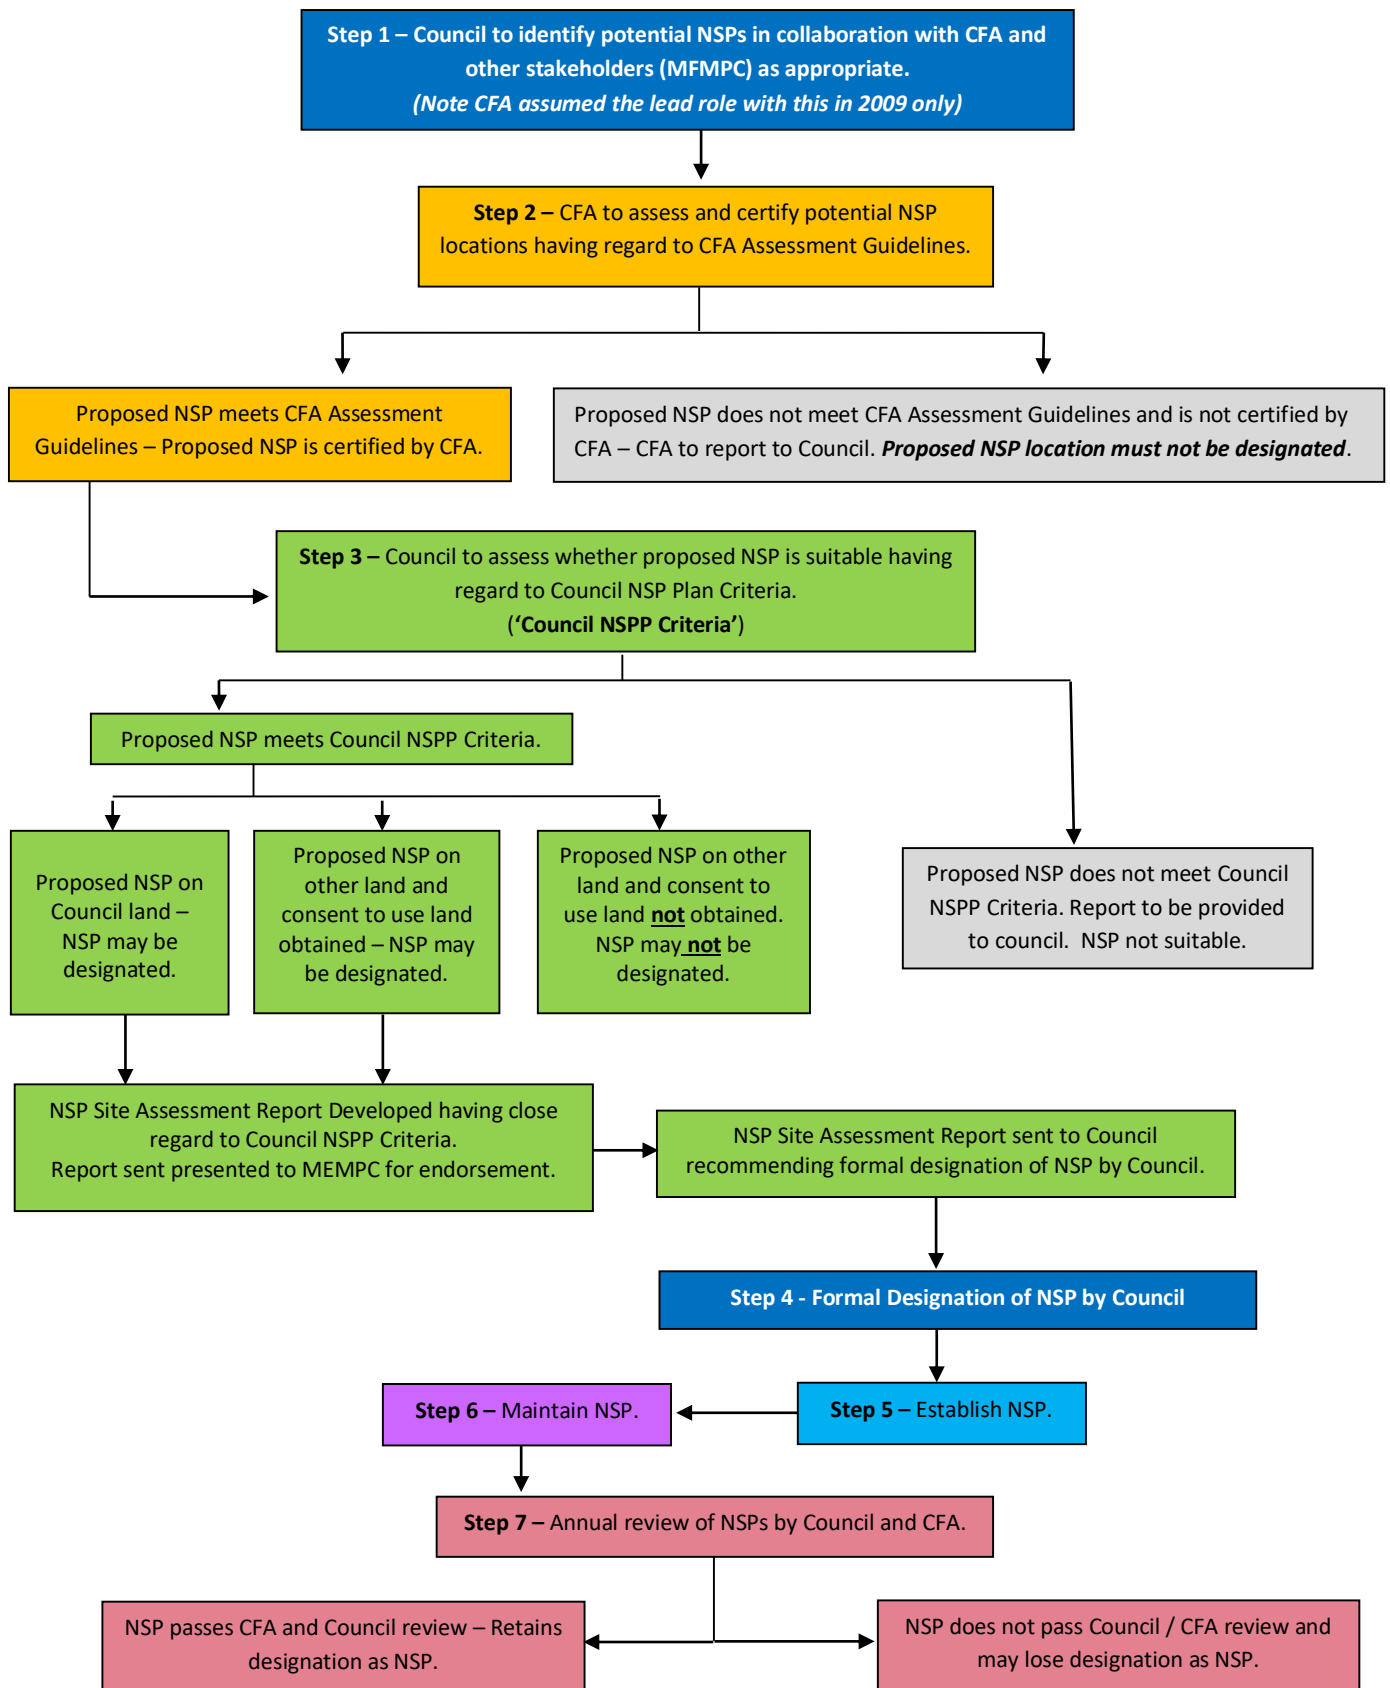 Step 1 – Council to identify potential NSPs in collaboration with CFA and
other stakeholders (MFMPC) as appropriate.
(Note CFA assumed the lead role with this in 2009 only)
Step 2 – CFA to assess and certify potential NSP
locations having regard to CFA Assessment Guidelines.
Proposed NSP meets CFA Assessment
Guidelines – Proposed NSP is certified by CFA.
Proposed NSP does not meet CFA Assessment Guidelines and is not certified by
CFA – CFA to report to Council. Proposed NSP location must not be designated.
Step 3 – Council to assess whether proposed NSP is suitable having
regard to Council NSP Plan Criteria.
(‘Council NSPP Criteria’)
Proposed NSP meets Council NSPP Criteria.
Proposed NSP on
Council land –
NSP may be
designated.
Proposed NSP on
other land and
consent to use land
obtained – NSP may
be designated.
Proposed NSP on other
land and consent to
use land not obtained.
NSP may not be
designated.
Proposed NSP does not meet Council
NSPP Criteria. Report to be provided
to council.  NSP not suitable.
NSP Site Assessment Report Developed having close
regard to Council NSPP Criteria.
Report sent presented to MEMPC for endorsement.
NSP Site Assessment Report sent to Council
recommending formal designation of NSP by Council.
Step 4 - Formal Designation of NSP by Council
Step 6 – Maintain NSP.
Step 5 – Establish NSP.
Step 7 – Annual review of NSPs by Council and CFA.
NSP passes CFA and Council review – Retains
designation as NSP.
NSP does not pass Council / CFA review and
may lose designation as NSP.